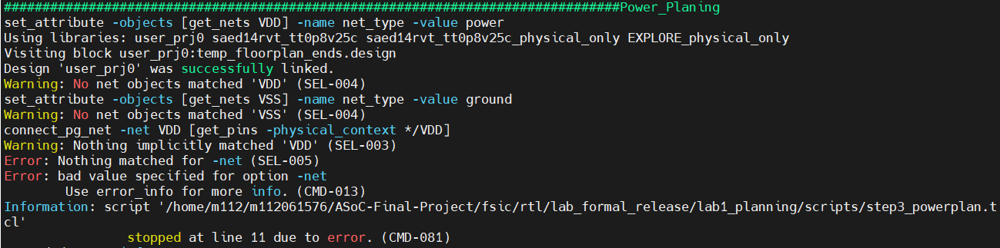 ################################################################################Power_Planing
set_attribute -objects [get_nets VDD] -name net_type -value power
Using libraries: user_prj0 saed14rvt_tt0p8v25c saed14rvt_tt0p8v25c_physical_only EXPLORE_physical_only
Visiting block user_prj0:temp_floorplan_ends.design
Design 'user_prj0' was successfully linked.
Warning: No net objects matched 'VDD' (SEL-004)
set_attribute -objects [get_nets VSS] -name net_type -value ground
Warning: No net objects matched 'VSS' (SEL-004)
connect_pg_net -net VDD [get_pins -physical_context */VDD]
Warning: Nothing implicitly matched 'VDD' (SEL-003)
Error: Nothing matched for -net (SEL-005)
Error: bad value specified for option -net
        Use error_info for more info. (CMD-013)
Information: script '/home/m112/m112061576/ASoC-Final-Project/fsic/rtl/lab_formal_release/lab1_planning/scripts/step3_powerplan.t
cl'
                stopped at line 11 due to error. (CMD-081)